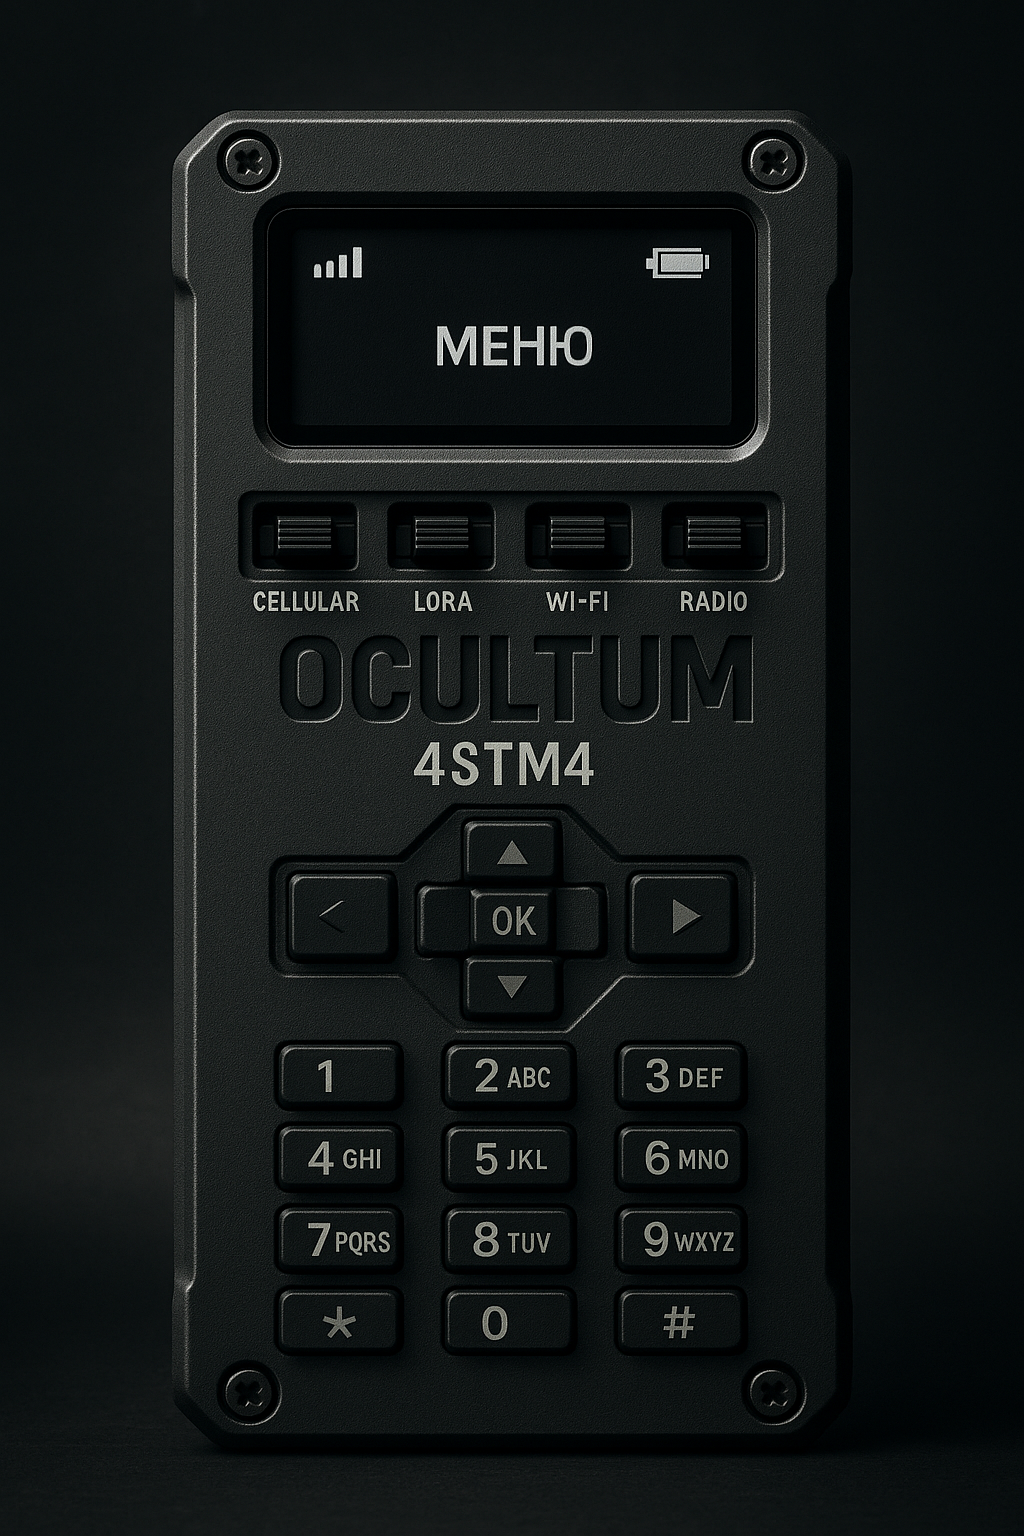 МЕНЮ
CELLULAR LORA WI-FI RADIO
OCULTUM
4STM4
OK
1 2 ABC 3 DEF
4 GHI 5 JKL 6 MNO
7 PQRS 8 TUV 9 WXYZ
* 0 #